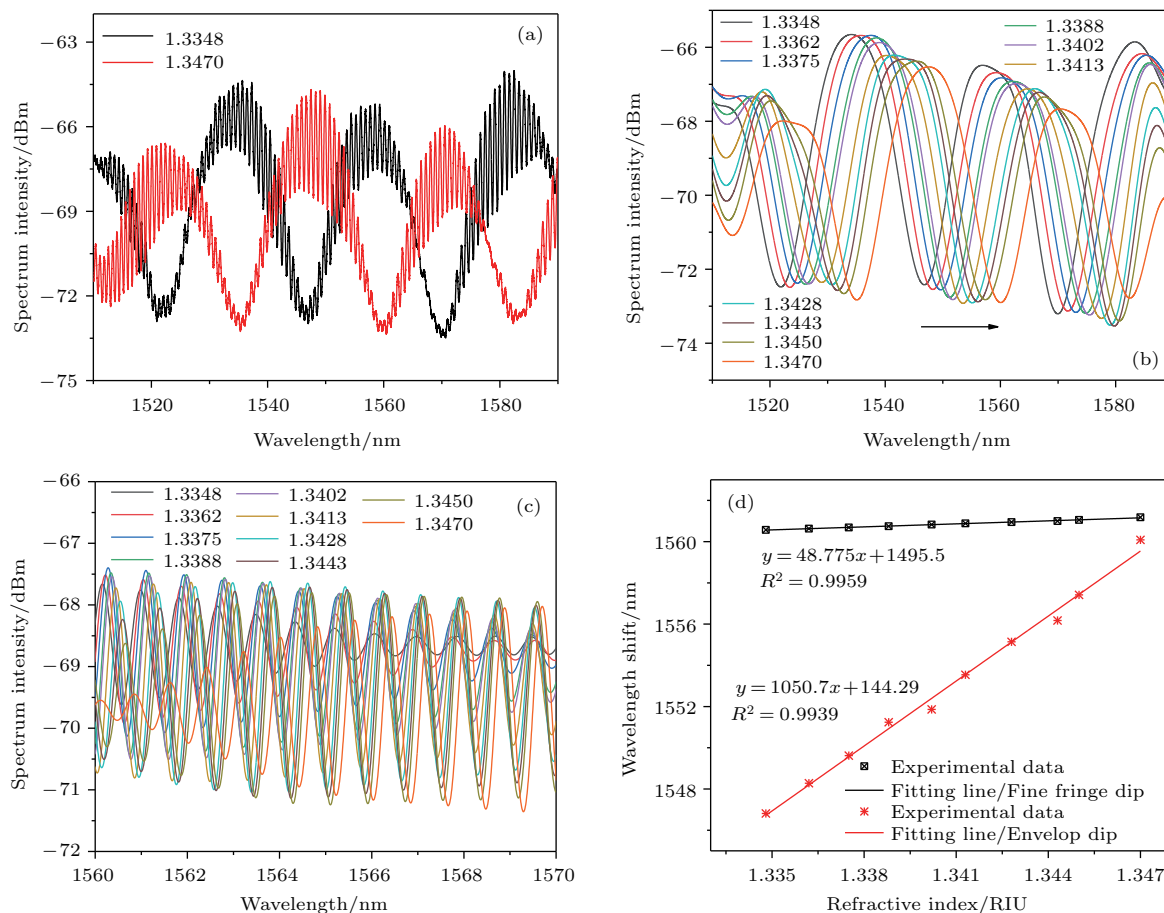 (a)
1.3348
1.3470
−63
−66
−69
−72
−75
Spectrum intensity/dBm
1520 1540 1560 1580
Wavelength/nm
(b)
1.3348
1.3362
1.3375
1.3388
1.3402
1.3413
1.3428
1.3443
1.3450
1.3470
−66
−68
−70
−72
−74
Spectrum intensity/dBm
1520 1540 1560 1580
Wavelength/nm
(c)
1.3348
1.3362
1.3375
1.3388
1.3402
1.3413
1.3428
1.3443
1.3450
1.3470
−66
−67
−68
−69
−70
−71
−72
Spectrum intensity/dBm
1560 1562 1564 1566 1568 1570
Wavelength/nm
(d)
y = 48.775x+1495.5
R² = 0.9959
y = 1050.7x+144.29
R² = 0.9939
Experimental data
Fitting line/Fine fringe dip
Experimental data
Fitting line/Envelop dip
1560
1556
1552
1548
Wavelength shift/nm
1.335 1.338 1.341 1.344 1.347
Refractive index/RIU